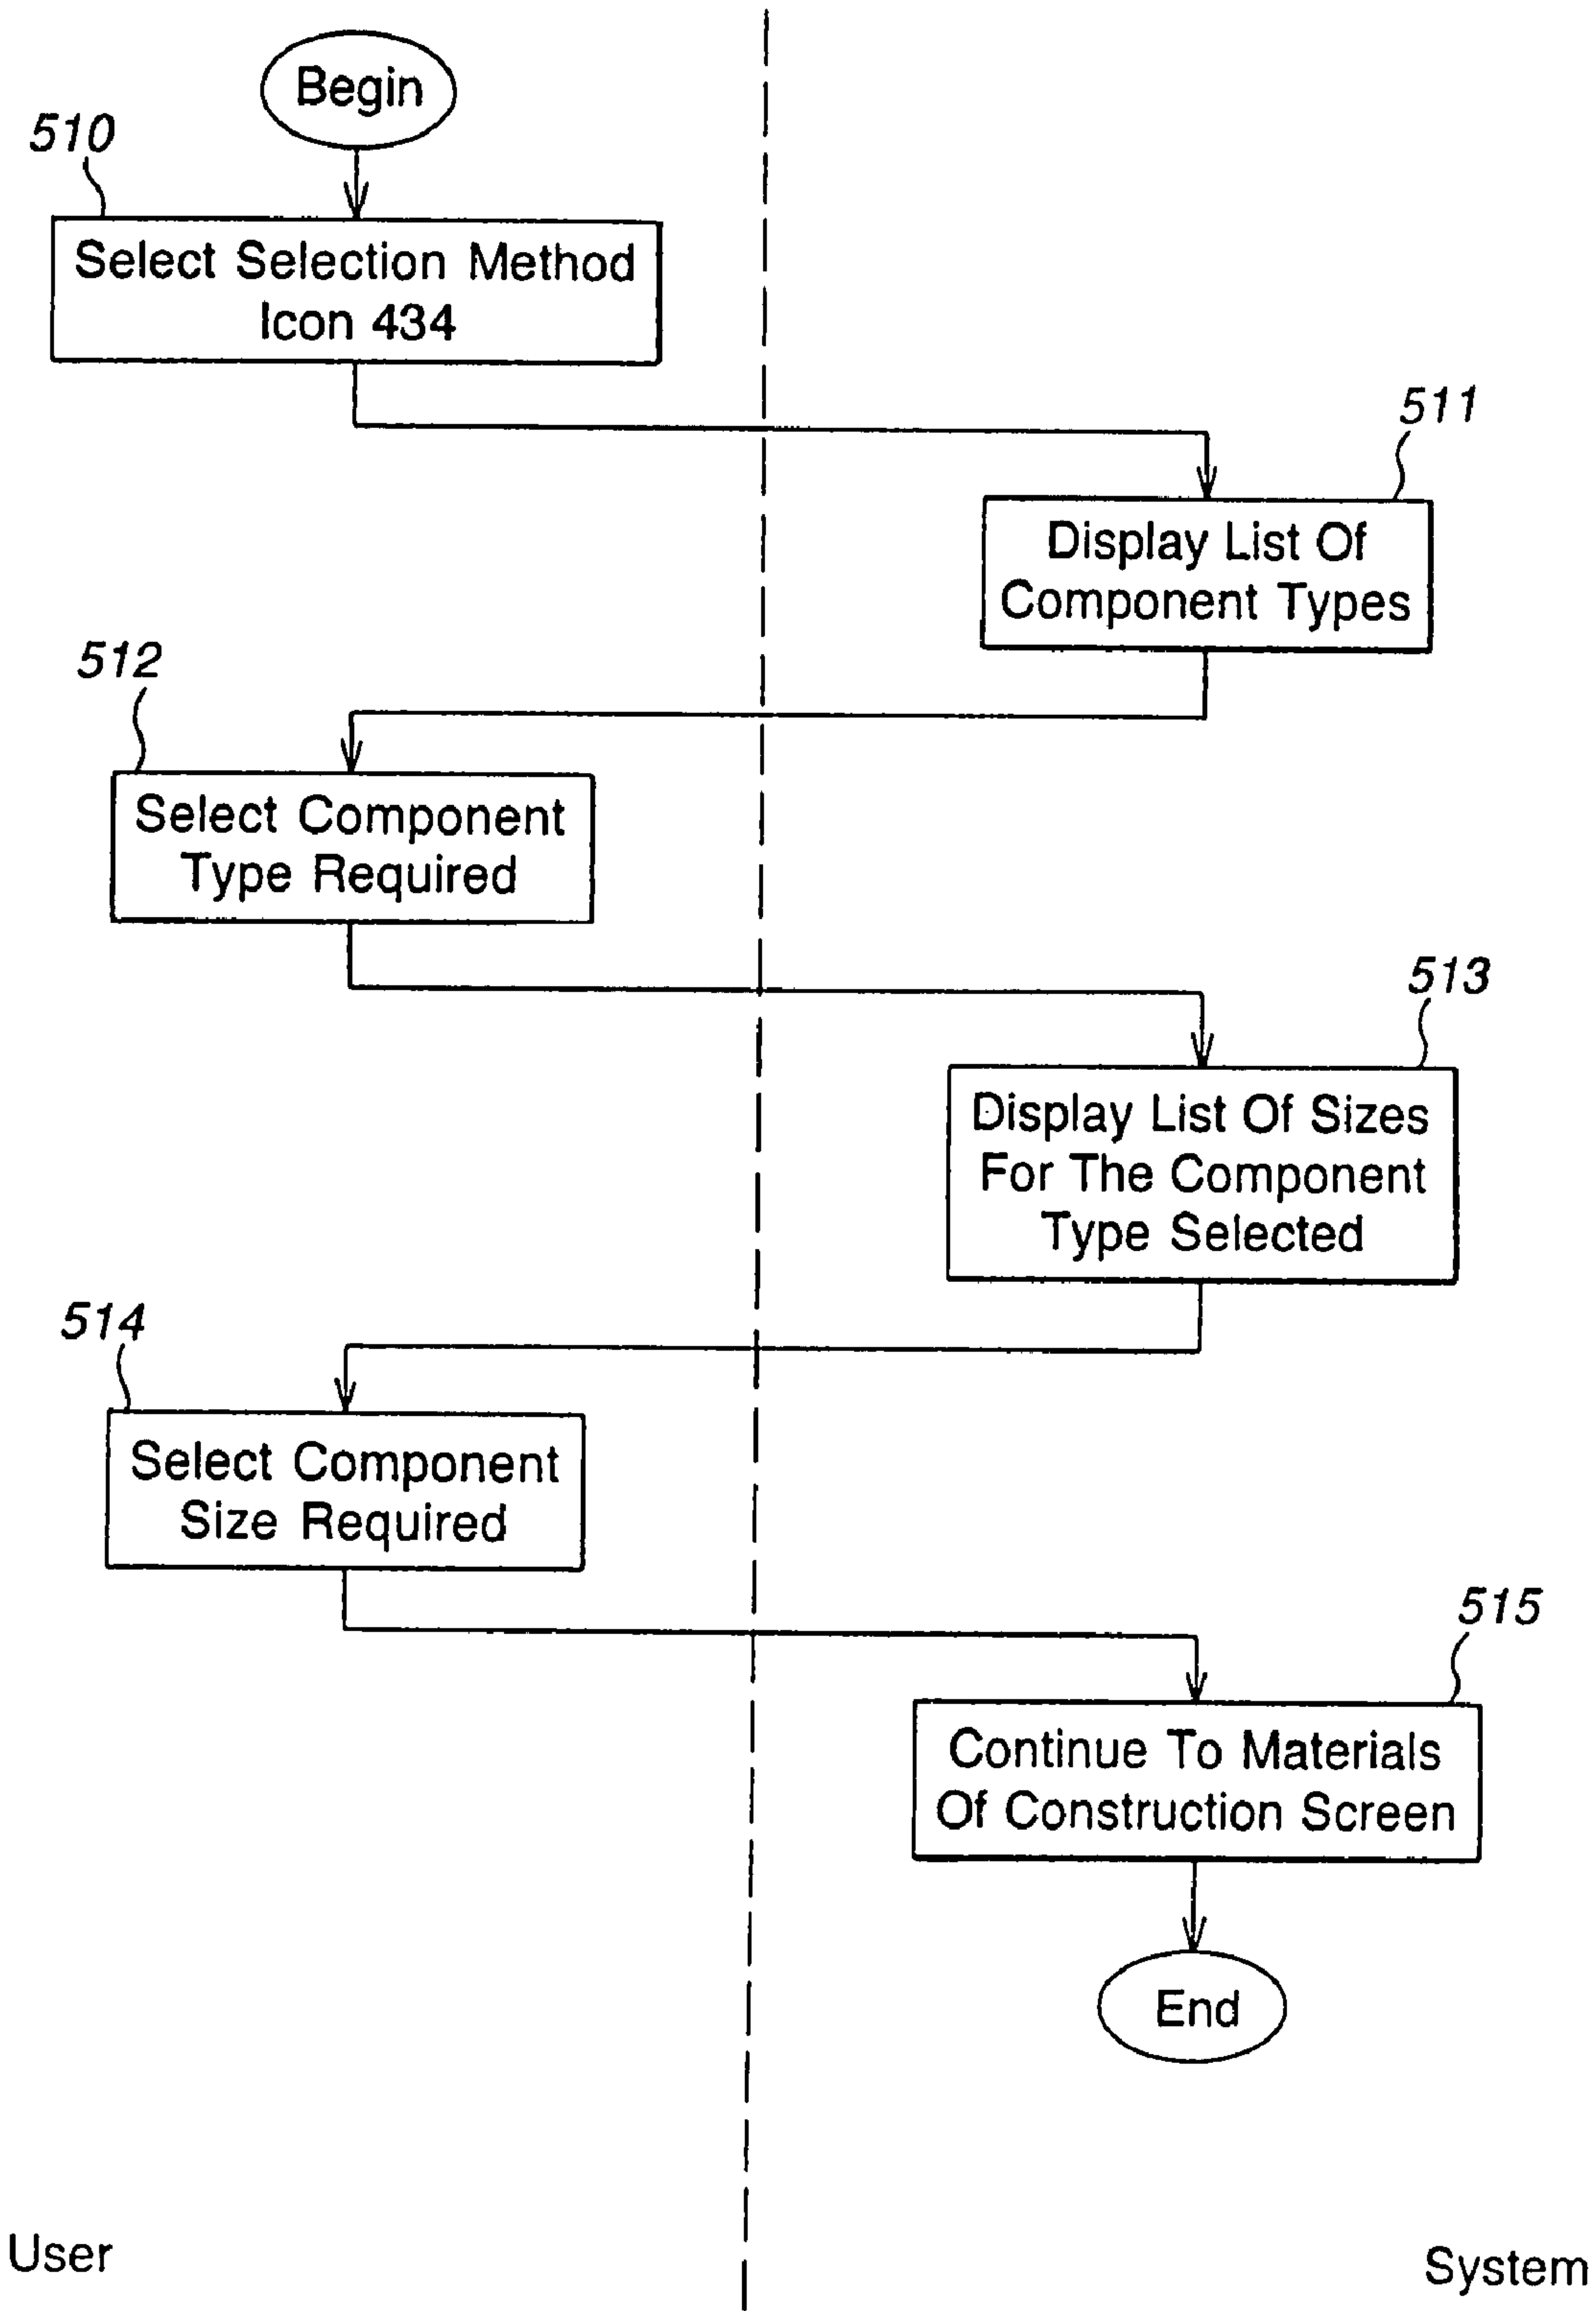 Begin
510
Select Selection Method
Icon 434
511
Display List Of
Component Types
512
Select Component
Type Required
513
Display List Of Sizes
For The Component
Type Selected
514
Select Component
Size Required
515
Continue To Materials
Of Construction Screen
End
User
System